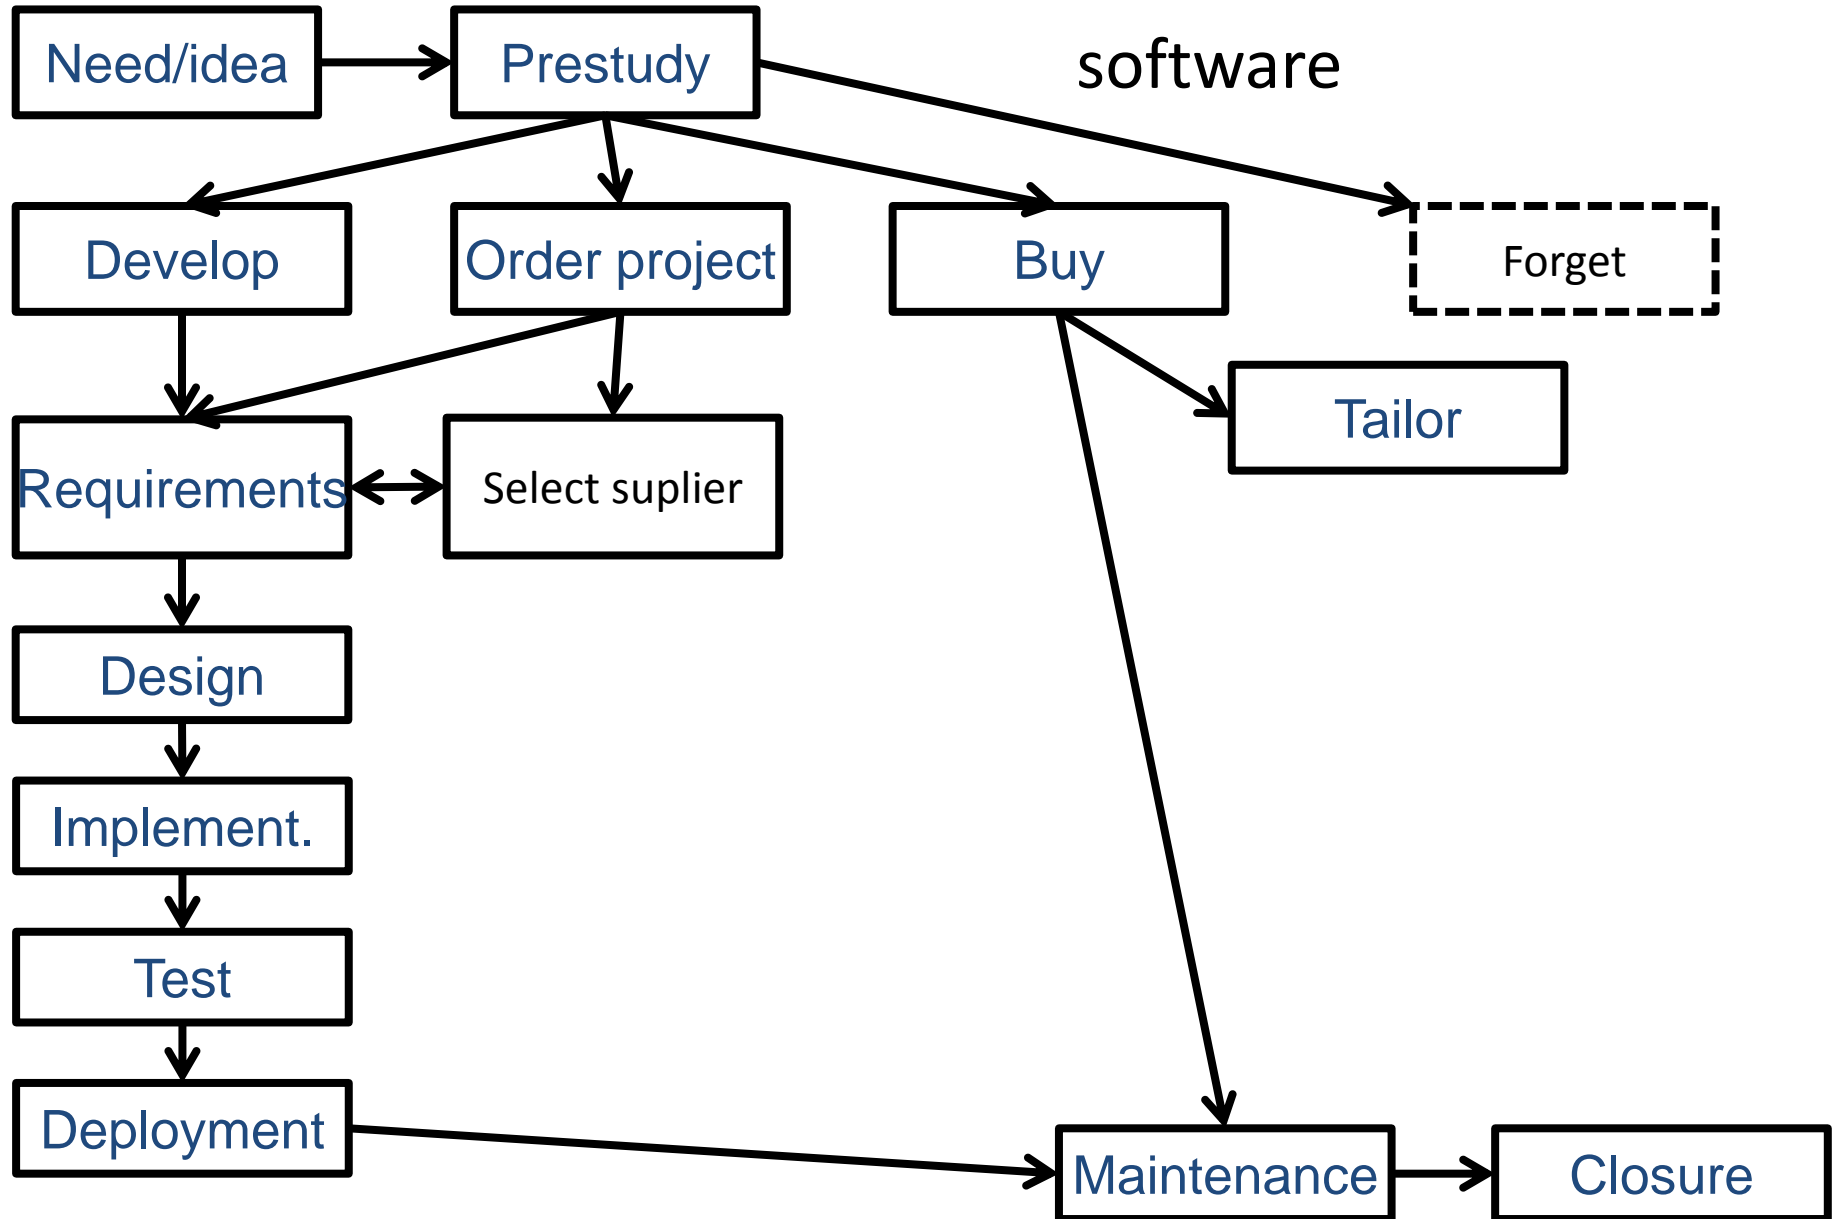 Need/idea
Prestudy
software
Develop
Order project
Buy
Forget
Tailor
Requirements
Select suplier
Design
Implement.
Test
Deployment
Maintenance
Closure